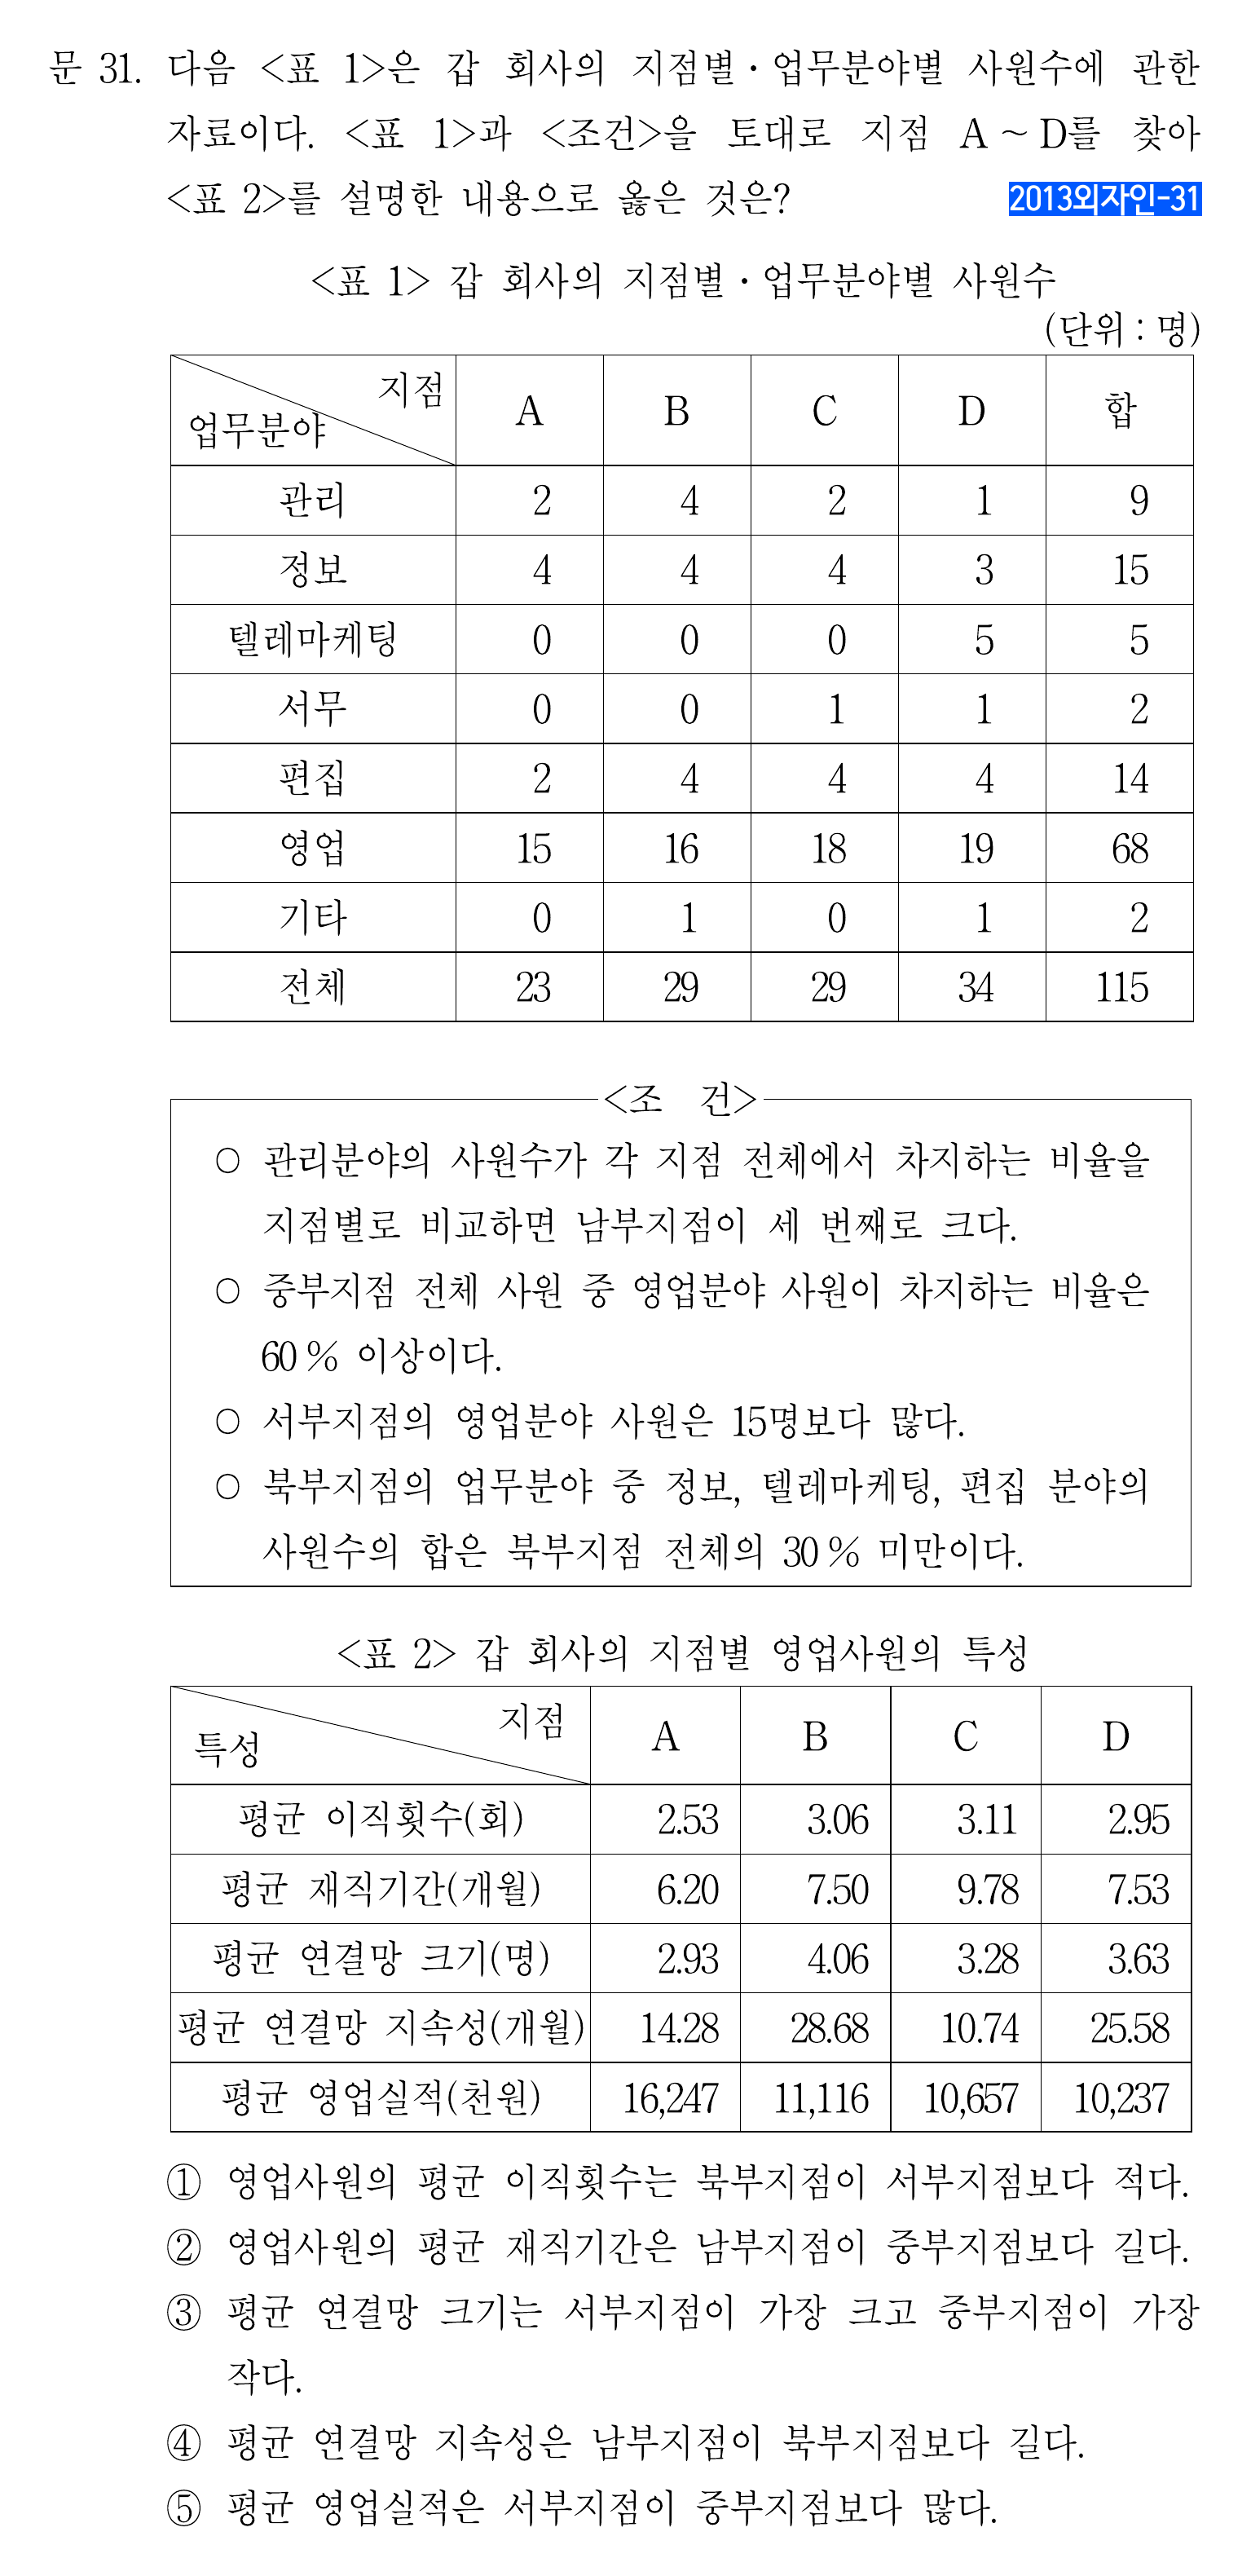 문 31. 다음 <표 1>은 갑 회사의 지점별·업무분야별 사원수에 관한
자료이다. <표 1>과 <조건>을 토대로 지점 A ~ D를 찾아
<표 2>를 설명한 내용으로 옳은 것은?
2013외자인-31
<표 1> 갑 회사의 지점별·업무분야별 사원수
(단위 : 명)
지점
업무분야
A B C D 합
관리 2 4 2 1 9
정보 4 4 4 3 15
텔레마케팅 0 0 0 5 5
서무 0 0 1 1 2
편집 2 4 4 4 14
영업 15 16 18 19 68
기타 0 1 0 1 2
전체 23 29 29 34 115
<조 건>
○ 관리분야의 사원수가 각 지점 전체에서 차지하는 비율을
지점별로 비교하면 남부지점이 세 번째로 크다.
○ 중부지점 전체 사원 중 영업분야 사원이 차지하는 비율은
60 % 이상이다.
○ 서부지점의 영업분야 사원은 15명보다 많다.
○ 북부지점의 업무분야 중 정보, 텔레마케팅, 편집 분야의
사원수의 합은 북부지점 전체의 30 % 미만이다.
<표 2> 갑 회사의 지점별 영업사원의 특성
지점
특성
A B C D
평균 이직횟수(회) 2.53 3.06 3.11 2.95
평균 재직기간(개월) 6.20 7.50 9.78 7.53
평균 연결망 크기(명) 2.93 4.06 3.28 3.63
평균 연결망 지속성(개월) 14.28 28.68 10.74 25.58
평균 영업실적(천원) 16,247 11,116 10,657 10,237
① 영업사원의 평균 이직횟수는 북부지점이 서부지점보다 적다.
② 영업사원의 평균 재직기간은 남부지점이 중부지점보다 길다.
③ 평균 연결망 크기는 서부지점이 가장 크고 중부지점이 가장
작다.
④ 평균 연결망 지속성은 남부지점이 북부지점보다 길다.
⑤ 평균 영업실적은 서부지점이 중부지점보다 많다.